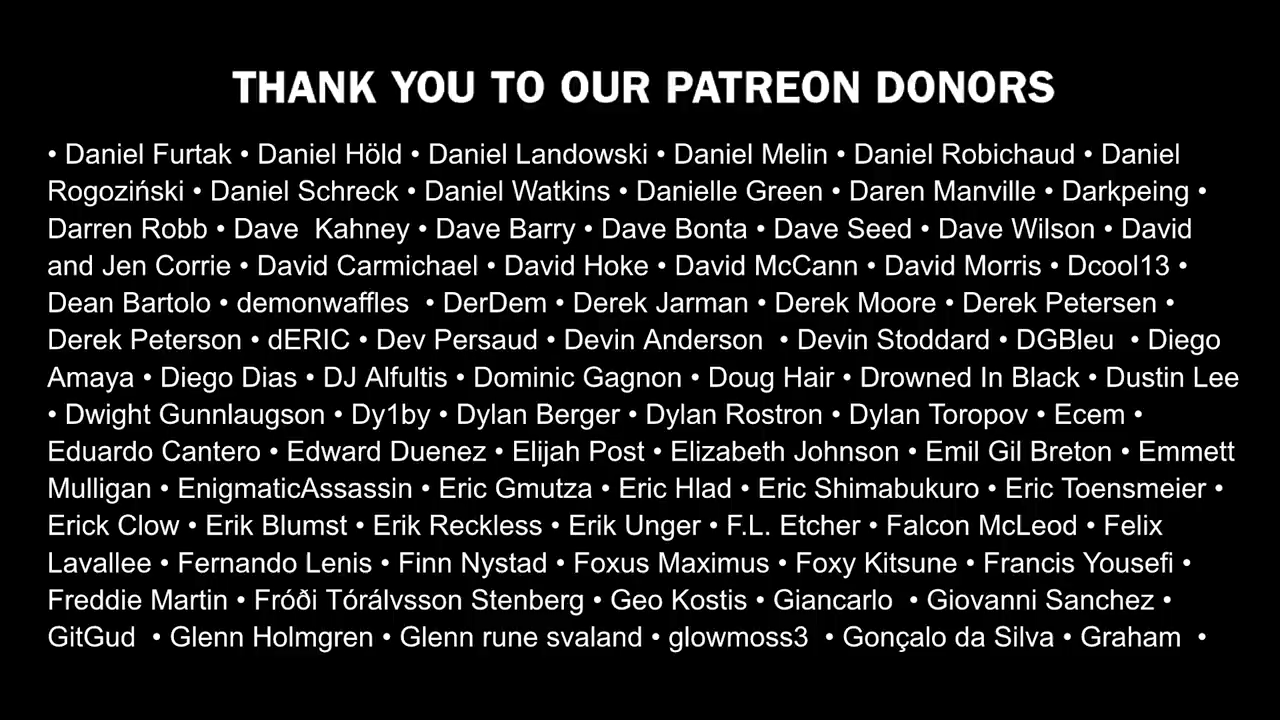 THANK YOU TO OUR PATREON DONORS
• Daniel Furtak • Daniel Höld • Daniel Landowski • Daniel Melin • Daniel Robichaud • Daniel
Rogoziński • Daniel Schreck • Daniel Watkins • Danielle Green • Daren Manville • Darkpeing •
Darren Robb • Dave  Kahney • Dave Barry • Dave Bonta • Dave Seed • Dave Wilson • David
and Jen Corrie • David Carmichael • David Hoke • David McCann • David Morris • Dcool13 •
Dean Bartolo • demonwaffles  • DerDem • Derek Jarman • Derek Moore • Derek Petersen •
Derek Peterson • dERIC • Dev Persaud • Devin Anderson  • Devin Stoddard • DGBleu  • Diego
Amaya • Diego Dias • DJ Alfultis • Dominic Gagnon • Doug Hair • Drowned In Black • Dustin Lee
• Dwight Gunnlaugson • Dy1by • Dylan Berger • Dylan Rostron • Dylan Toropov • Ecem •
Eduardo Cantero • Edward Duenez • Elijah Post • Elizabeth Johnson • Emil Gil Breton • Emmett
Mulligan • EnigmaticAssassin • Eric Gmutza • Eric Hlad • Eric Shimabukuro • Eric Toensmeier •
Erick Clow • Erik Blumst • Erik Reckless • Erik Unger • F.L. Etcher • Falcon McLeod • Felix
Lavallee • Fernando Lenis • Finn Nystad • Foxus Maximus • Foxy Kitsune • Francis Yousefi •
Freddie Martin • Fróði Tórálvsson Stenberg • Geo Kostis • Giancarlo  • Giovanni Sanchez •
GitGud  • Glenn Holmgren • Glenn rune svaland • glowmoss3  • Gonçalo da Silva • Graham  •